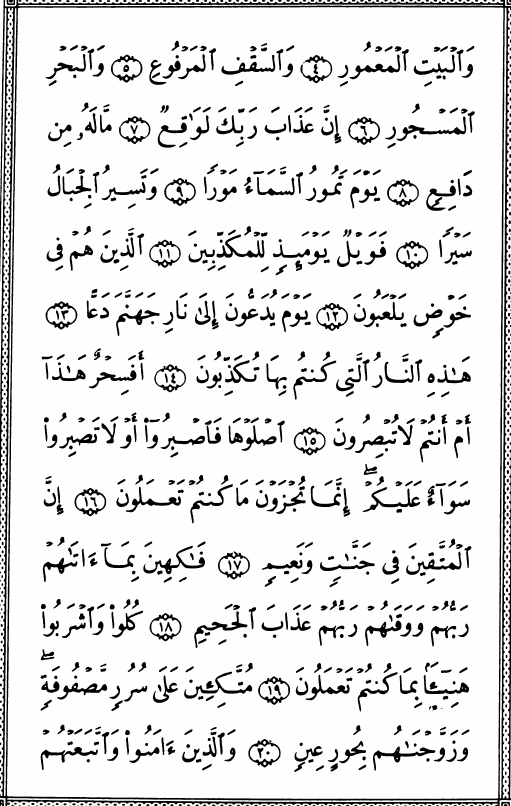 وَٱلْبَيْتِ ٱلْمَعْمُورِ ﴿٤﴾ وَٱلسَّقْفِ ٱلْمَرْفُوعِ ﴿٥﴾ وَٱلْبَحْرِ
ٱلْمَسْجُورِ ﴿٦﴾ إِنَّ عَذَابَ رَبِّكَ لَوَٰقِعٌ ﴿٧﴾ مَّا لَهُۥ مِن
دَافِعٍ ﴿٨﴾ يَوْمَ تَمُورُ ٱلسَّمَآءُ مَوْرًا ﴿٩﴾ وَتَسِيرُ ٱلْجِبَالُ
سَيْرًا ﴿١٠﴾ فَوَيْلٌ يَوْمَئِذٍ لِّلْمُكَذِّبِينَ ﴿١١﴾ ٱلَّذِينَ هُمْ فِى
خَوْضٍ يَلْعَبُونَ ﴿١٢﴾ يَوْمَ يُدَعُّونَ إِلَىٰ نَارِ جَهَنَّمَ دَعًّا ﴿١٣﴾
هَـٰذِهِ ٱلنَّارُ ٱلَّتِى كُنتُم بِهَا تُكَذِّبُونَ ﴿١٤﴾ أَفَسِحْرٌ هَـٰذَآ
أَمْ أَنتُمْ لَا تُبْصِرُونَ ﴿١٥﴾ ٱصْلَوْهَا فَٱصْبِرُوٓا۟ أَوْ لَا تَصْبِرُوا۟
سَوَآءٌ عَلَيْكُمْ ۖ إِنَّمَا تُجْزَوْنَ مَا كُنتُمْ تَعْمَلُونَ ﴿١٦﴾ إِنَّ
ٱلْمُتَّقِينَ فِى جَنَّـٰتٍ وَنَعِيمٍ ﴿١٧﴾ فَـٰكِهِينَ بِمَآ ءَاتَىٰهُمْ
رَبُّهُمْ وَوَقَىٰهُمْ رَبُّهُمْ عَذَابَ ٱلْجَحِيمِ ﴿١٨﴾ كُلُوا۟ وَٱشْرَبُوا۟
هَنِيٓـًٔۢا بِمَا كُنتُمْ تَعْمَلُونَ ﴿١٩﴾ مُتَّكِـِٔينَ عَلَىٰ سُرُرٍ مَّصْفُوفَةٍ ۖ
وَزَوَّجْنَـٰهُم بِحُورٍ عِينٍ ﴿٢٠﴾ وَٱلَّذِينَ ءَامَنُوا۟ وَٱتَّبَعَتْهُمْ